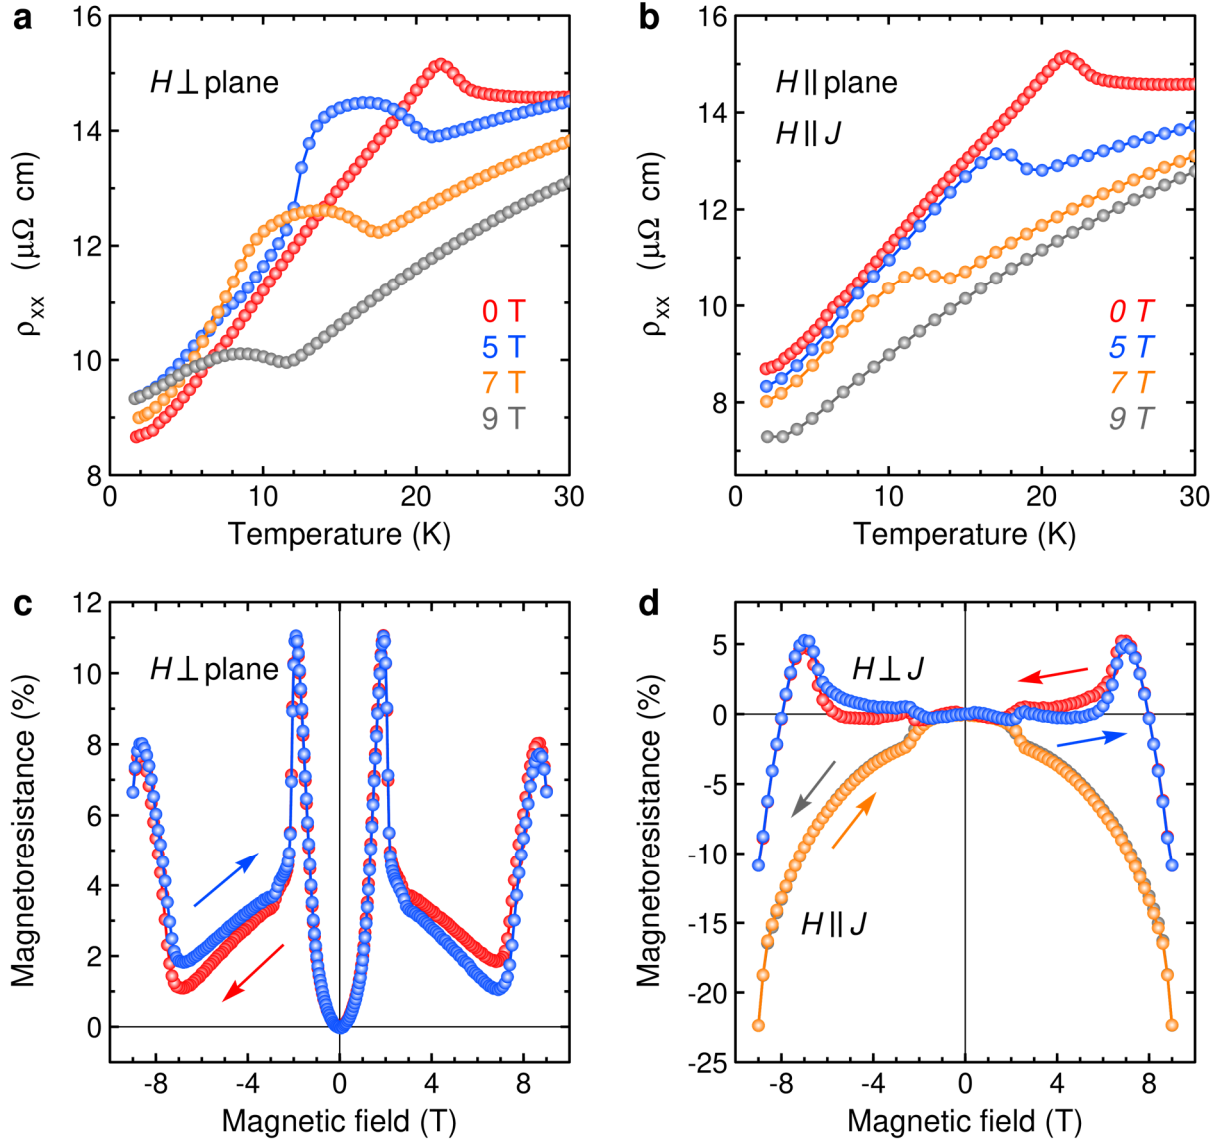 a
16
14
12
10
8
H⊥plane
ρxx (μΩ cm)
0 T
5 T
7 T
9 T
0 10 20 30
Temperature (K)
b
16
14
12
10
8
H||plane
H||J
ρxx (μΩ cm)
0 T
5 T
7 T
9 T
0 10 20 30
Temperature (K)
c
12
10
8
6
4
2
0
H⊥plane
Magnetoresistance (%)
-8 -4 0 4 8
Magnetic field (T)
d
5
0
-5
-10
-15
-20
-25
H⊥J
H||J
Magnetoresistance (%)
-8 -4 0 4 8
Magnetic field (T)